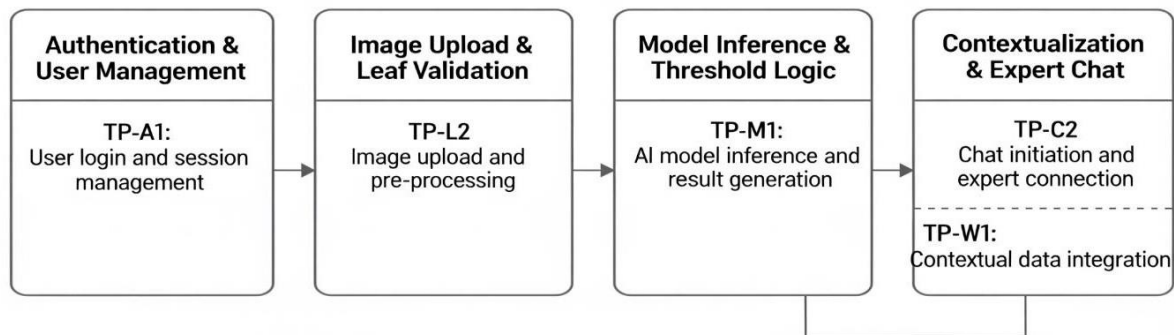 Authentication &
User Management
TP-A1:
User login and session
management
Image Upload &
Leaf Validation
TP-L2
Image upload and
pre-processing
Model Inference &
Threshold Logic
TP-M1:
AI model inference and
result generation
Contextualization
& Expert Chat
TP-C2
Chat initiation and
expert connection
TP-W1:
Contextual data integration